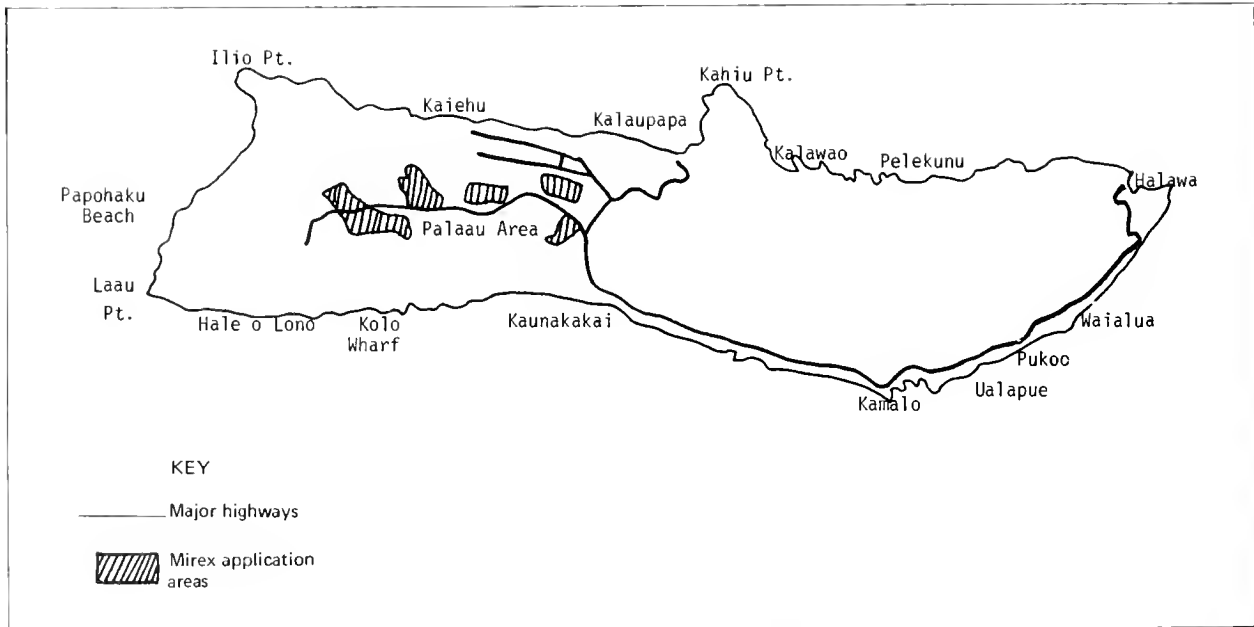 Ilio Pt.
Kahiu Pt.
Kaiehu
Kalaupapa
Kalawao
Pelekunu
Halawa
Papohaku
Beach
Palaau Area
Laau
Pt.
Hale o Lono
Kolo
Wharf
Kaunakakai
Waialua
Pukoo
Ualapue
Kamalo
KEY
Major highways
Mirex application
areas